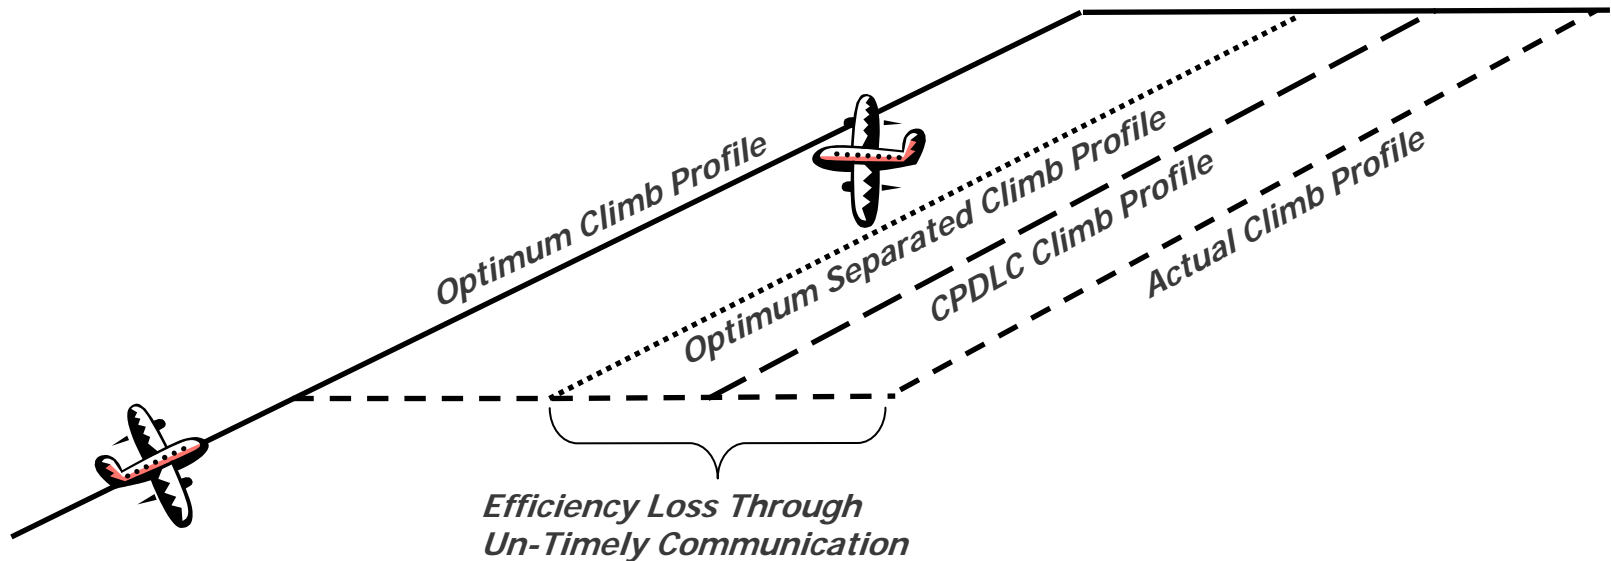 Optimum Climb Profile
Optimum Separated Climb Profile
CPDLC Climb Profile
Actual Climb Profile
Efficiency Loss Through
Un-Timely Communication